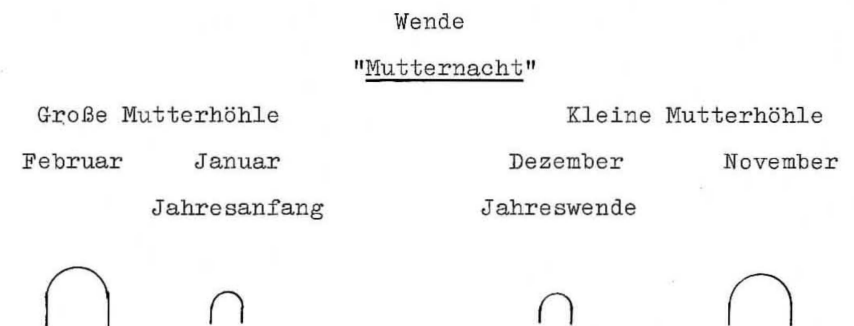 Wende
"Mutternacht"
Große Mutterhöhle Kleine Mutterhöhle
Februar Januar Dezember November
Jahresanfang Jahreswende